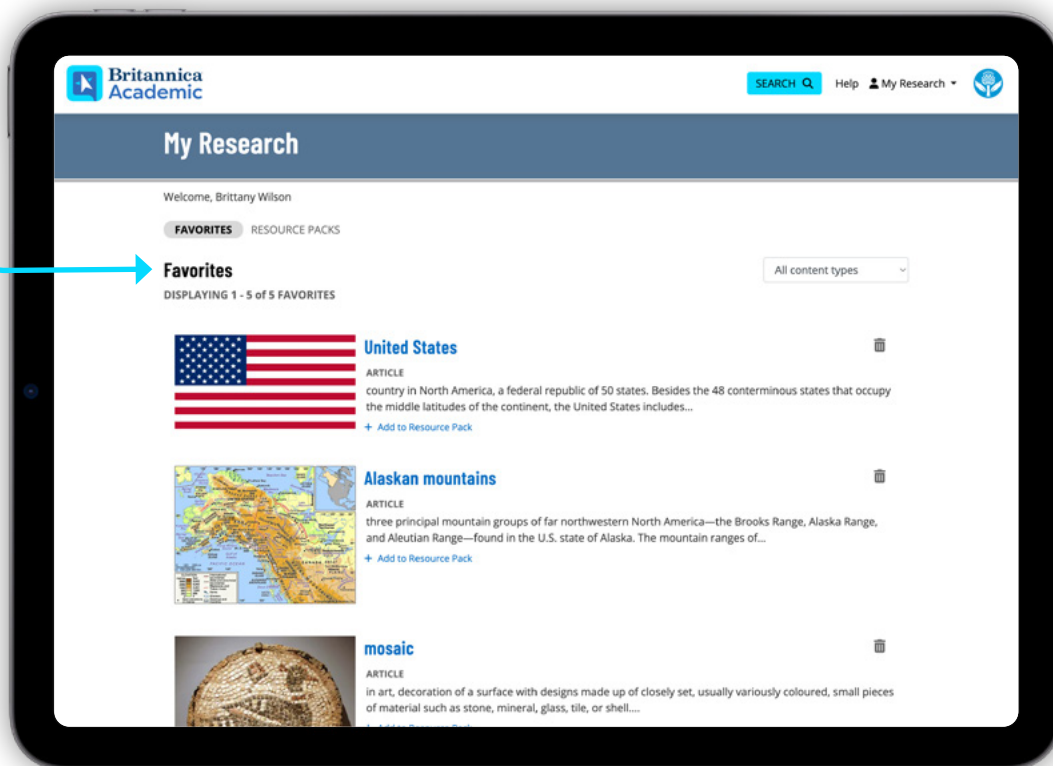 Britannica
Academic
SEARCH
Help
My Research
My Research
Welcome, Brittany Wilson
FAVORITES RESOURCE PACKS
Favorites
All content types
DISPLAYING 1 - 5 of 5 FAVORITES
United States
ARTICLE
country in North America, a federal republic of 50 states. Besides the 48 conterminous states that occupy
the middle latitudes of the continent, the United States includes...
+ Add to Resource Pack
Alaskan mountains
ARTICLE
three principal mountain groups of far northwestern North America—the Brooks Range, Alaska Range,
and Aleutian Range—found in the U.S. state of Alaska. The mountain ranges of...
+ Add to Resource Pack
mosaic
ARTICLE
in art, decoration of a surface with designs made up of closely set, usually variously coloured, small pieces
of material such as stone, mineral, glass, tile, or shell....